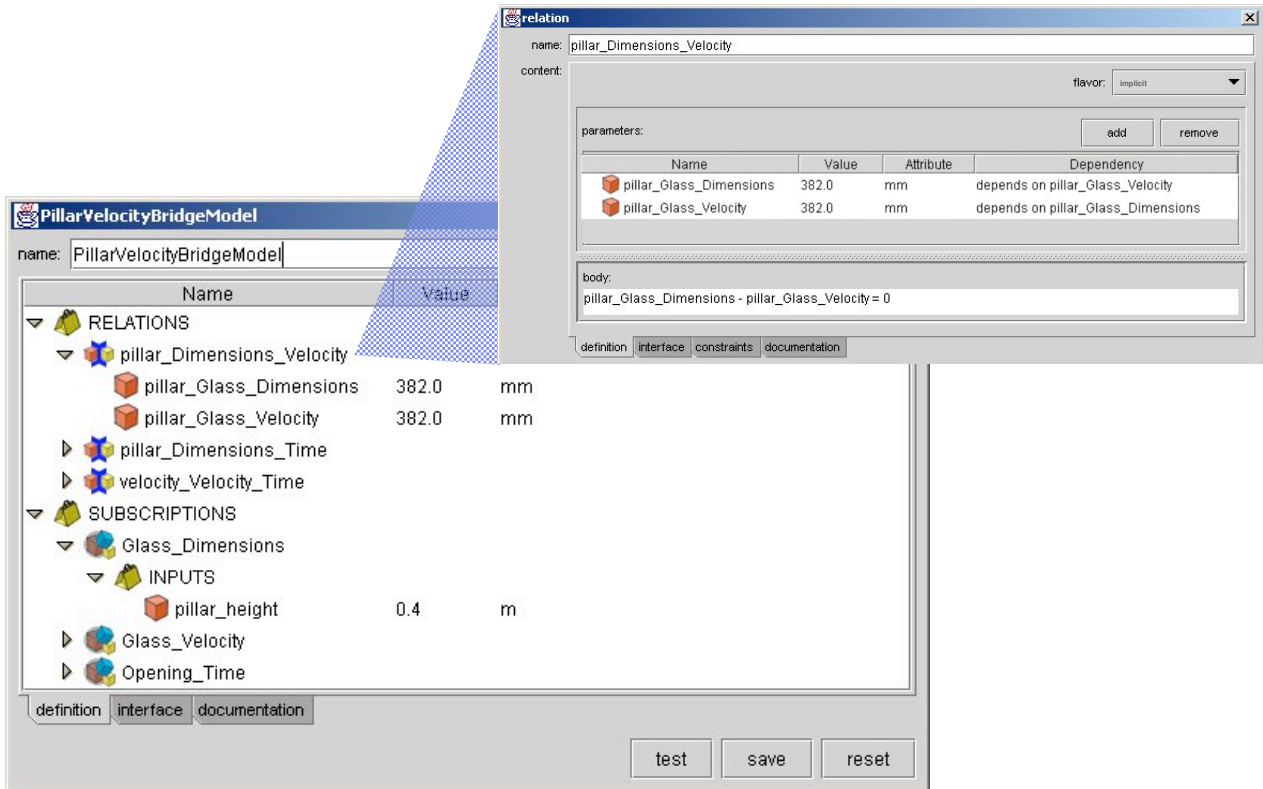 relation
name: pillar_Dimensions_Velocity
content:
flavor: implicit
parameters:
add remove
Name Value Attribute Dependency
pillar_Glass_Dimensions 382.0 mm depends on pillar_Glass_Velocity
pillar_Glass_Velocity 382.0 mm depends on pillar_Glass_Dimensions
body:
pillar_Glass_Dimensions - pillar_Glass_Velocity = 0
definition interface constraints documentation
PillarVelocityBridgeModel
name: PillarVelocityBridgeModel
Name Value
RELATIONS
pillar_Dimensions_Velocity
pillar_Glass_Dimensions 382.0 mm
pillar_Glass_Velocity 382.0 mm
pillar_Dimensions_Time
velocity_Velocity_Time
SUBSCRIPTIONS
Glass_Dimensions
INPUTS
pillar_height 0.4 m
Glass_Velocity
Opening_Time
definition interface documentation
test save reset